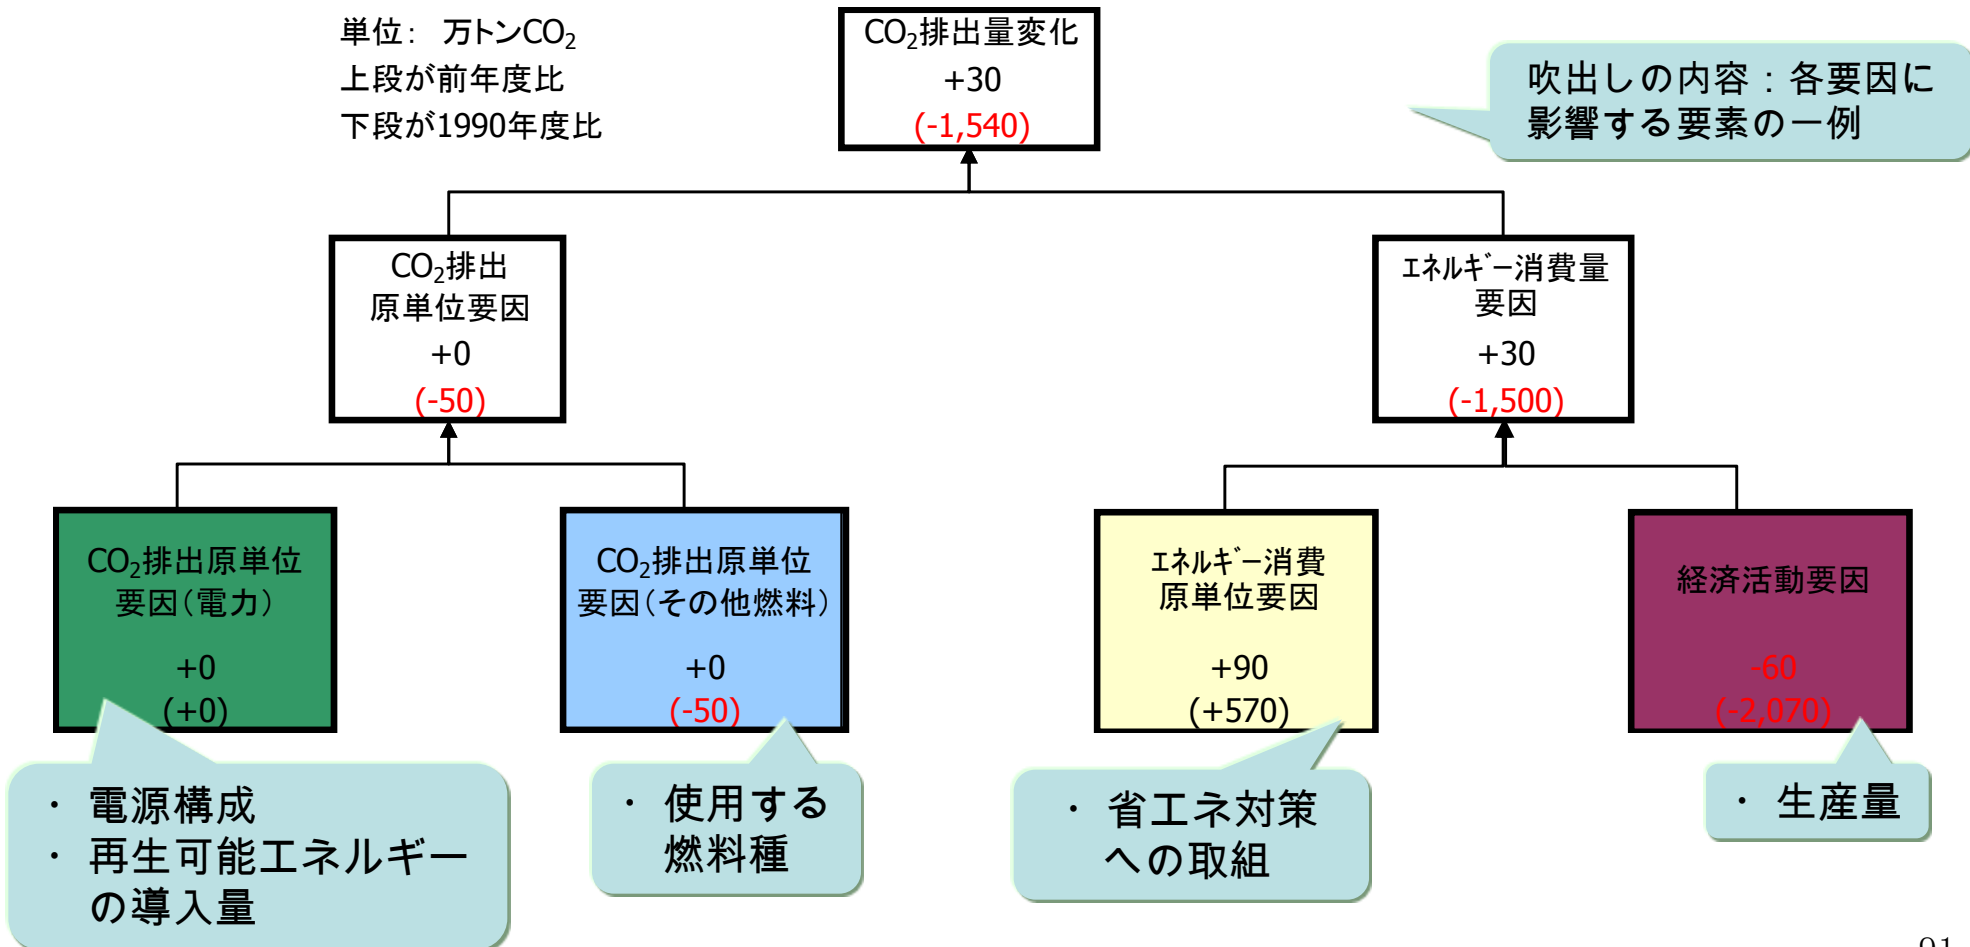 単位： 万トンCO₂
上段が前年度比
下段が1990年度比
CO₂排出量変化
+30
(-1,540)
吹出しの内容：各要因に
影響する要素の一例
CO₂排出
原単位要因
+0
(-50)
ｴﾈﾙｷﾞｰ消費量
要因
+30
(-1,500)
CO₂排出原単位
要因(電力)
+0
(+0)
CO₂排出原単位
要因(その他燃料)
+0
(-50)
ｴﾈﾙｷﾞｰ消費
原単位要因
+90
(+570)
経済活動要因
-60
(-2,070)
・ 電源構成
・ 再生可能エネルギー
の導入量
・ 使用する
燃料種
・ 省エネ対策
への取組
・ 生産量